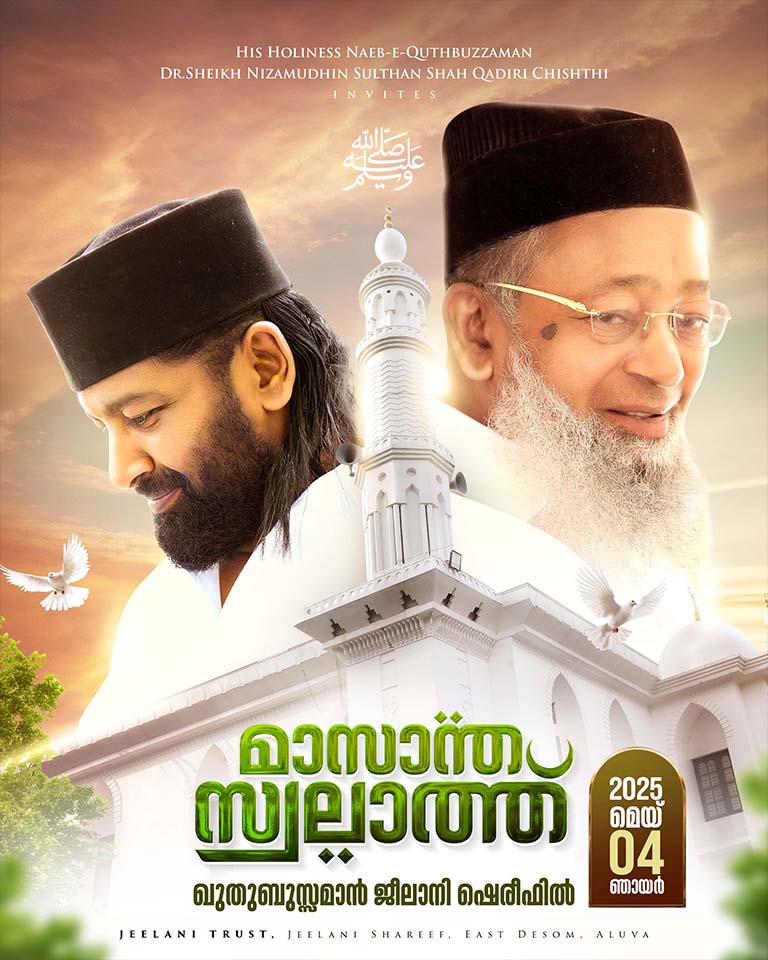 His Holiness Naeb-e-Quthbuzzaman
Dr.Sheikh Nizamudhin Sulthan Shah Qadiri Chishthi
INVITES
صلى الله عليه وسلم
മാസാന്ത
സ്വലാത്ത്
ഖുതുബുസ്സമാൻ ജീലാനി ഷെരീഫിൽ
2025
മെയ്
04
ഞായർ
Jeelani Trust, Jeelani Shareef, East Desom, Aluva